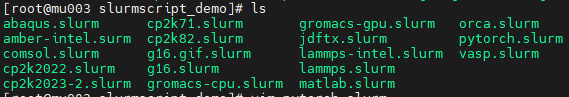 [root@mu003 slurmscript_demo]# ls
abaqus.slurm cp2k71.slurm gromacs-gpu.slurm orca.slurm
amber-intel.surm cp2k82.slurm jdftx.slurm pytorch.slurm
comsol.slurm g16.gif.slurm lammps-intel.slurm vasp.slurm
cp2k2022.slurm g16.slurm lammps.slurm
cp2k2023-2.slurm gromacs-cpu.slurm matlab.slurm
[root@mu003 slurmscript_demo]# vim pytorch.slurm